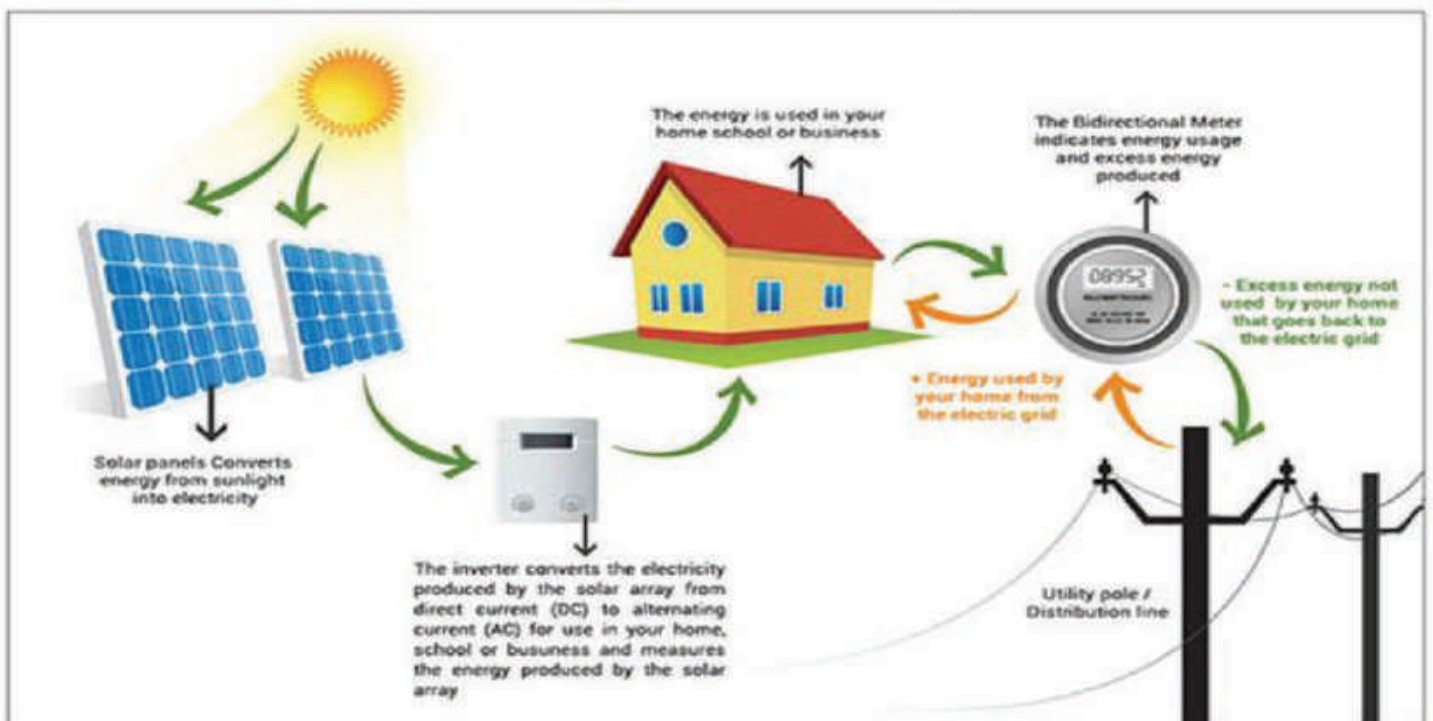 The energy is used in your
home school or business
The Bidirectional Meter
indicates energy usage
and excess energy
produced
08952
- Excess energy not
used by your home
that goes back to
the electric grid
+ Energy used by
your home from
the electric grid
Solar panels Converts
energy from sunlight
into electricity
The inverter converts the electricity
produced by the solar array from
direct current (DC) to alternating
current (AC) for use in your home,
school or busuness and measures
the energy produced by the solar
array
Utility pole /
Distribution line